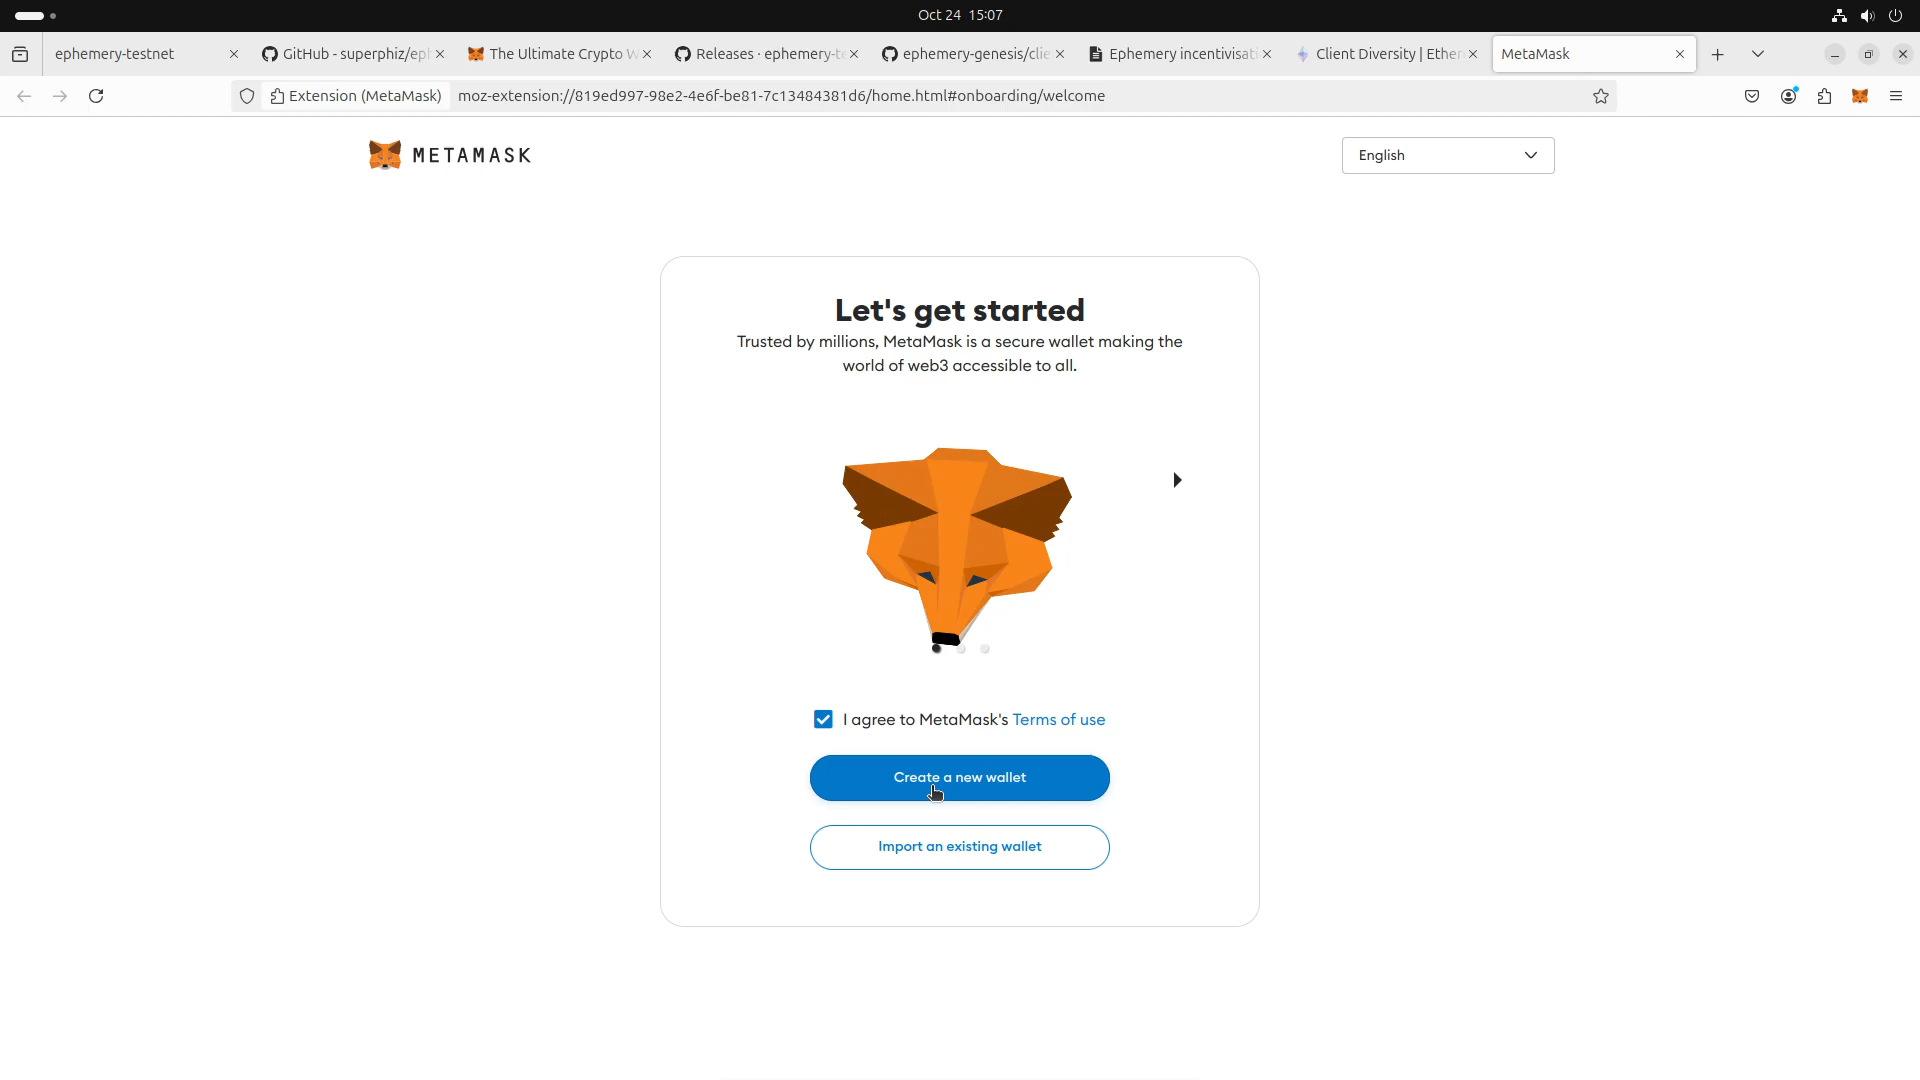 Oct 24 15:07
ephemery-testnet
GitHub - superphiz/eph
The Ultimate Crypto W
Releases · ephemery-te
ephemery-genesis/clie
Ephemery incentivisati
Client Diversity | Ether
MetaMask
Extension (MetaMask)
moz-extension://819ed997-98e2-4e6f-be81-7c13484381d6/home.html#onboarding/welcome
METAMASK
English
Let's get started
Trusted by millions, MetaMask is a secure wallet making the
world of web3 accessible to all.
I agree to MetaMask's Terms of use
Create a new wallet
Import an existing wallet